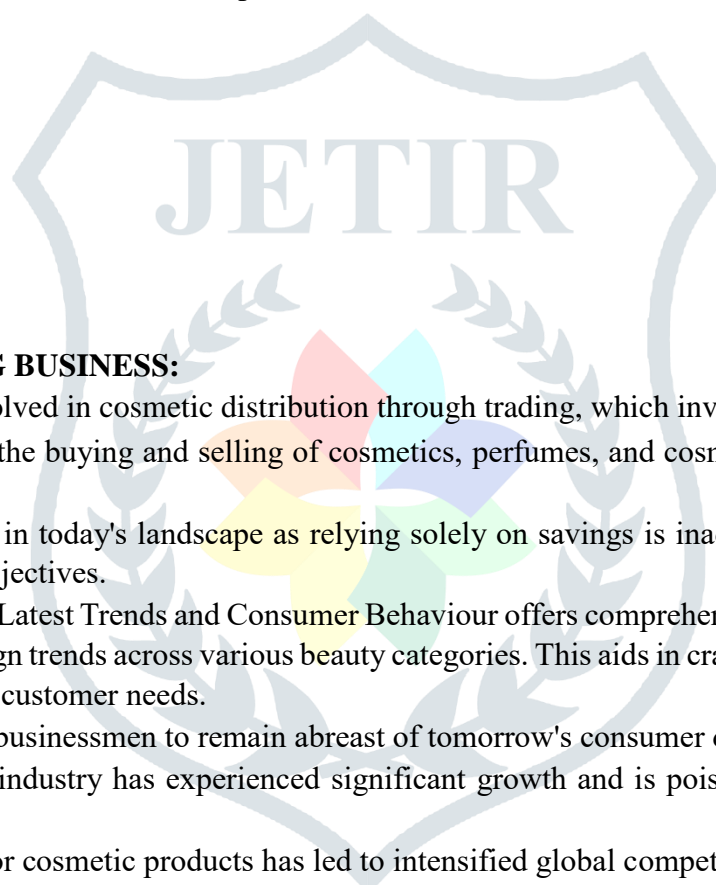 JETIR
G BUSINESS:
olved in cosmetic distribution through trading, which inv
the buying and selling of cosmetics, perfumes, and cosm
in today's landscape as relying solely on savings is ina
jectives.
Latest Trends and Consumer Behaviour offers comprehen
gn trends across various beauty categories. This aids in cra
customer needs.
businessmen to remain abreast of tomorrow's consumer
industry has experienced significant growth and is pois
or cosmetic products has led to intensified global compet